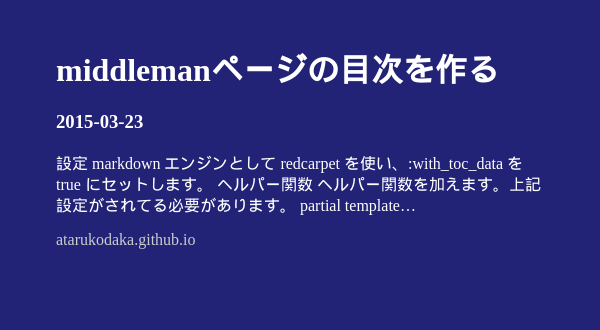 middlemanページの目次を作る
2015-03-23
設定 markdown エンジンとして redcarpet を使い、:with_toc_data を
true にセットします。 ヘルパー関数 ヘルパー関数を加えます。上記
設定がされてる必要があります。 partial template…
atarukodaka.github.io